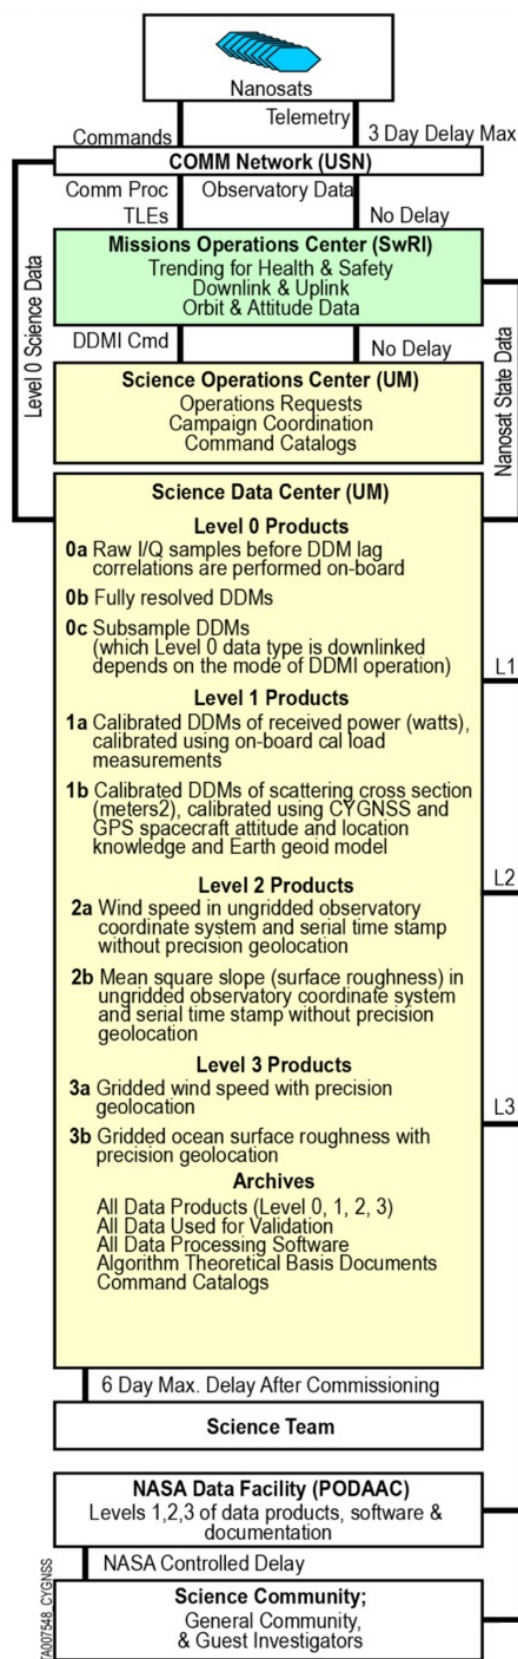 Nanosats
Commands
Telemetry
3 Day Delay Max
COMM Network (USN)
Comm Proc
Observatory Data
TLEs
No Delay
Missions Operations Center (SwRI)
Trending for Health & Safety
Downlink & Uplink
Orbit & Attitude Data
DDMI Cmd
No Delay
Level 0 Science Data
Nanosat State Data
Science Operations Center (UM)
Operations Requests
Campaign Coordination
Command Catalogs
Science Data Center (UM)
Level 0 Products
0a Raw I/Q samples before DDM lag
correlations are performed on-board
0b Fully resolved DDMs
0c Subsample DDMs
(which Level 0 data type is downlinked
depends on the mode of DDMI operation)
L1
Level 1 Products
1a Calibrated DDMs of received power (watts),
calibrated using on-board cal load
measurements
1b Calibrated DDMs of scattering cross section
(meters2), calibrated using CYGNSS and
GPS spacecraft attitude and location
knowledge and Earth geoid model
L2
Level 2 Products
2a Wind speed in ungridded observatory
coordinate system and serial time stamp
without precision geolocation
2b Mean square slope (surface roughness) in
ungridded observatory coordinate system
and serial time stamp without precision
geolocation
Level 3 Products
3a Gridded wind speed with precision
geolocation
L3
3b Gridded ocean surface roughness with
precision geolocation
Archives
All Data Products (Level 0, 1, 2, 3)
All Data Used for Validation
All Data Processing Software
Algorithm Theoretical Basis Documents
Command Catalogs
6 Day Max. Delay After Commissioning
Science Team
NASA Data Facility (PODAAC)
Levels 1,2,3 of data products, software &
documentation
NASA Controlled Delay
Science Community;
General Community,
& Guest Investigators
TA007548_CYGNSS